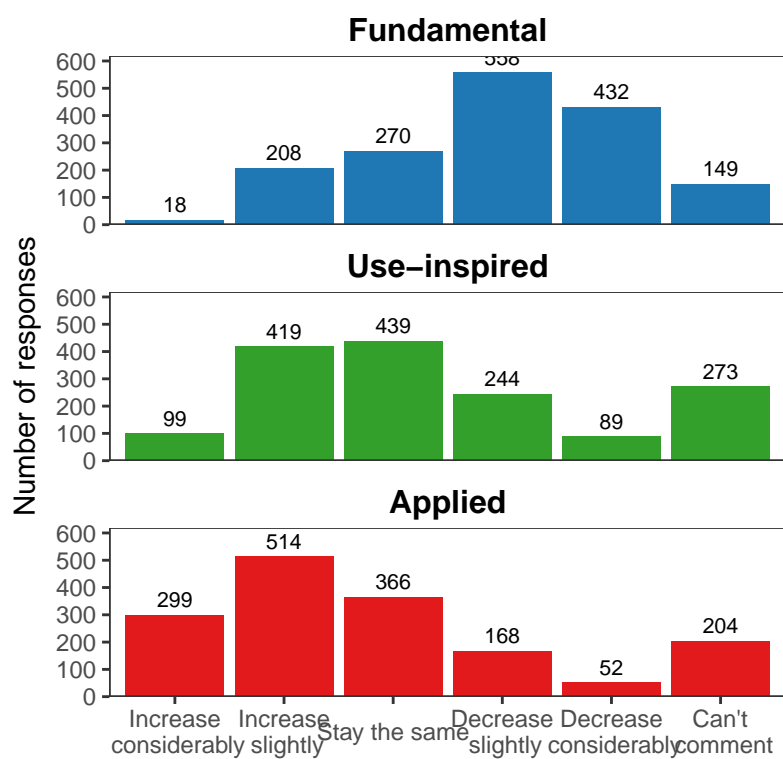 Fundamental
600
500
400
300
200
100
0
18
208
270
558
432
149
Number of responses
Use–inspired
600
500
400
300
200
100
0
99
419
439
244
89
273
Applied
600
500
400
300
200
100
0
299
514
366
168
52
204
Increase
considerably
Increase
slightly
Stay the same
Decrease
slightly
Decrease
considerably
Can't
comment